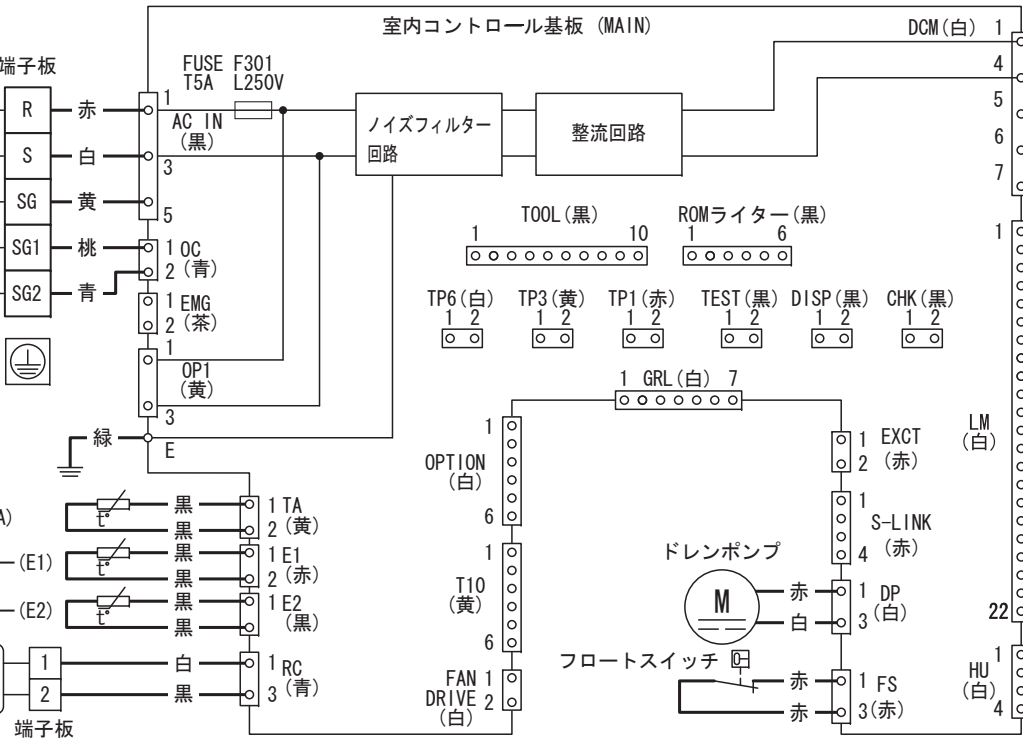 室内コントロール基板 (MAIN)
DCM(白)
1
4
5
6
7
端子板
R
赤
S
白
SG
黄
SG1
桃
SG2
青
FUSE F301
T5A L250V
1
AC IN
(黒)
3
5
1 OC
2 (青)
1 EMG
2 (茶)
1
OP1
(黄)
3
緑
E
ノイズフィルター
回路
整流回路
TOOL(黒)
1 10
ROMライター(黒)
1 6
TP6(白)
1 2
TP3(黄)
1 2
TP1(赤)
1 2
TEST(黒)
1 2
DISP(黒)
1 2
CHK(黒)
1 2
1 GRL(白) 7
1
OPTION
(白)
6
1
T10
(黄)
6
FAN 1
DRIVE 2
(白)
1 EXCT
2 (赤)
1
S-LINK
(赤)
4
ドレンポンプ
M
赤
白
1 DP
3 (白)
フロートスイッチ
赤
赤
1 FS
3 (赤)
1
LM
(白)
22
1
HU
(白)
4
A)
t°
黒
黒
1 TA
2 (黄)
(E1)
t°
黒
黒
1 E1
2 (赤)
(E2)
t°
黒
黒
1 E2
(黒)
1
2
白
黒
1 RC
3 (青)
端子板